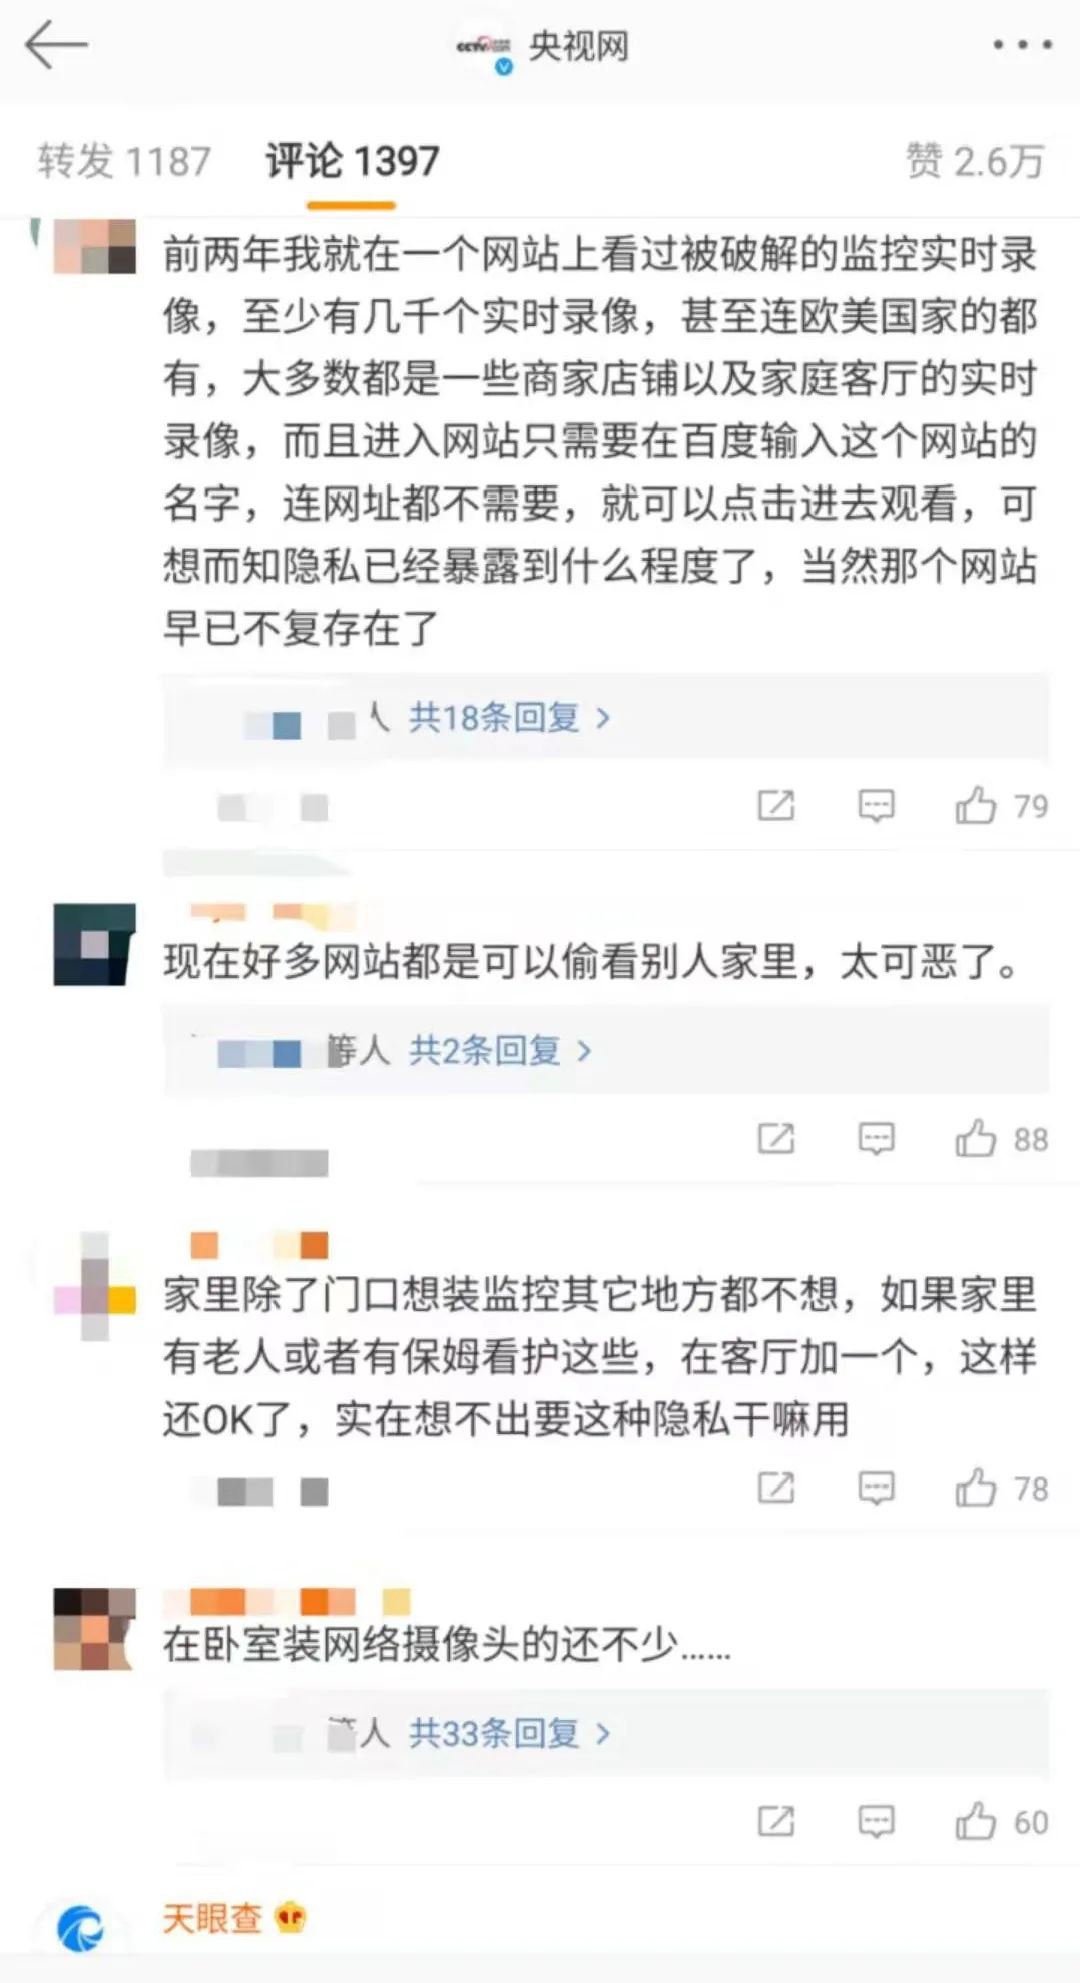 央视网
转发 1187 评论 1397 赞 2.6万
前两年我就在一个网站上看过被破解的监控实时录
像，至少有几千个实时录像，甚至连欧美国家的都
有，大多数都是一些商家店铺以及家庭客厅的实时
录像，而且进入网站只需要在百度输入这个网站的
名字，连网址都不需要，就可以点击进去观看，可
想而知隐私已经暴露到什么程度了，当然那个网站
早已不复存在了
人 共18条回复
79
现在好多网站都是可以偷看别人家里，太可恶了。
等人 共2条回复
88
家里除了门口想装监控其它地方都不想，如果家里
有老人或者有保姆看护这些，在客厅加一个，这样
还OK了，实在想不出要这种隐私干嘛用
78
在卧室装网络摄像头的还不少……
等人 共33条回复
60
天眼查